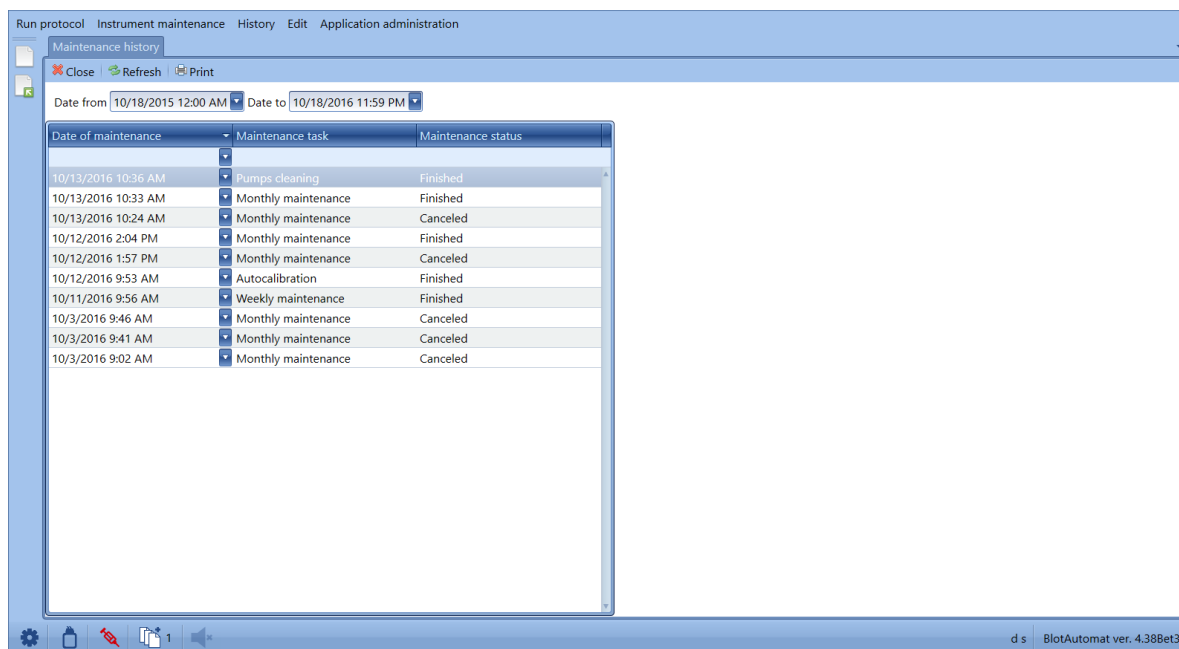 Run protocol Instrument maintenance History Edit Application administration
Maintenance history
Close Refresh Print
Date from 10/18/2015 12:00 AM Date to 10/18/2016 11:59 PM
Date of maintenance Maintenance task Maintenance status
10/13/2016 10:36 AM Pumps cleaning Finished
10/13/2016 10:33 AM Monthly maintenance Finished
10/13/2016 10:24 AM Monthly maintenance Canceled
10/12/2016 2:04 PM Monthly maintenance Finished
10/12/2016 1:57 PM Monthly maintenance Canceled
10/12/2016 9:53 AM Autocalibration Finished
10/11/2016 9:56 AM Weekly maintenance Finished
10/3/2016 9:46 AM Monthly maintenance Canceled
10/3/2016 9:41 AM Monthly maintenance Canceled
10/3/2016 9:02 AM Monthly maintenance Canceled
1 d s BlotAutomat ver. 4.38Bet3